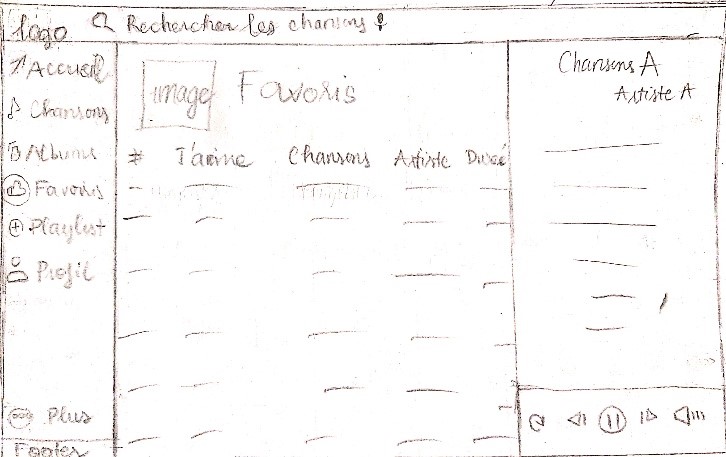 logo Rechercher les chansons
Accueil
Chansons
Albums
Favoris
Playlist
Profil
Plus
Footer
image Favoris
# J'aime Chansons Artiste Durée
Chansons A
Artiste A